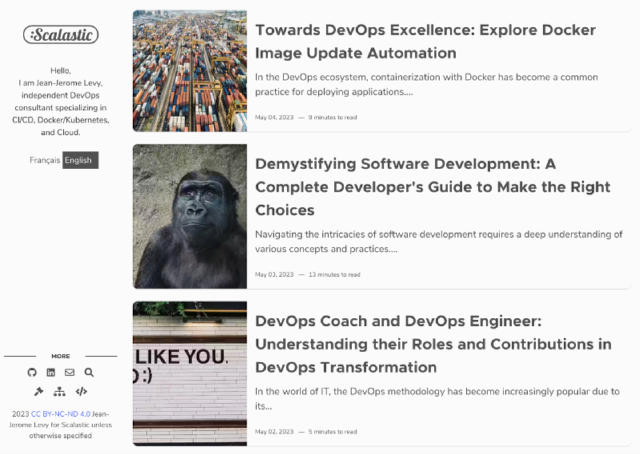 :Scalastic
Hello,
I am Jean-Jerome Levy,
independent DevOps
consultant specializing in
CI/CD, Docker/Kubernetes,
and Cloud.
Français English
MORE
2023 CC BY-NC-ND 4.0 Jean-
Jerome Levy for Scalastic unless
otherwise specified
Towards DevOps Excellence: Explore Docker
Image Update Automation
In the DevOps ecosystem, containerization with Docker has become a common
practice for deploying applications....
May 04, 2023 — 9 minutes to read
Demystifying Software Development: A
Complete Developer's Guide to Make the Right
Choices
Navigating the intricacies of software development requires a deep understanding of
various concepts and practices....
May 03, 2023 — 13 minutes to read
LIKE YOU.
:)
DevOps Coach and DevOps Engineer:
Understanding their Roles and Contributions in
DevOps Transformation
In the world of IT, the DevOps methodology has become increasingly popular due to
its...
May 02, 2023 — 5 minutes to read